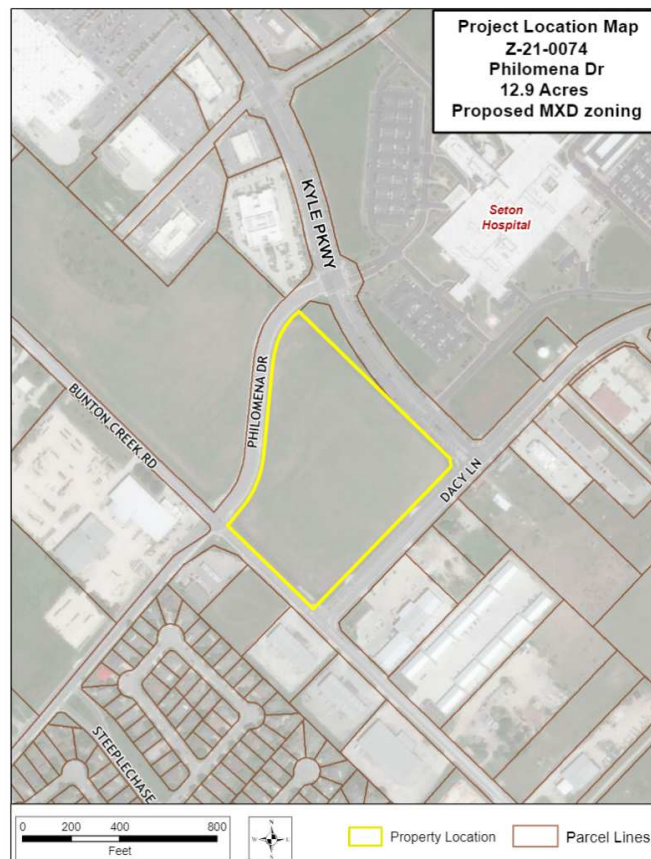 Project Location Map
Z-21-0074
Philomena Dr
12.9 Acres
Proposed MXD zoning
KYLE PKWY
Seton
Hospital
PHILOMENA DR
BUNTON CREEK RD
DACY LN
STEEPLECHASE
0 200 400 800
Feet
N
W E
S
Property Location
Parcel Lines